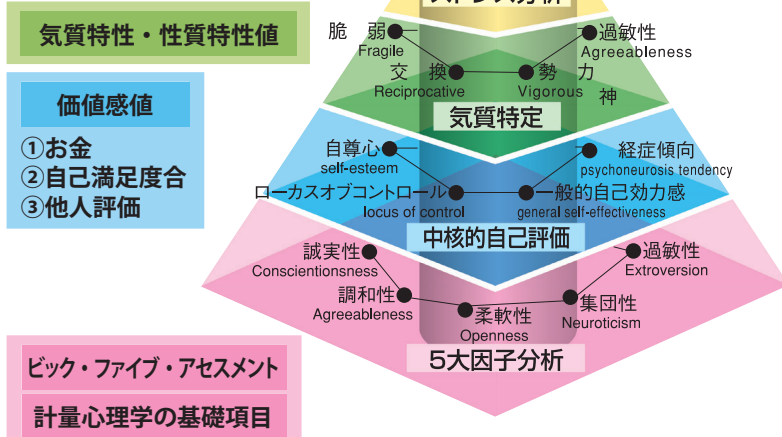 ストレス分析
気質特性・性質特性値
脆 弱
Fragile
過敏性
Agreeableness
交 換
Reciprocative
勢 力
Vigorous
神
気質特定
価値感値
①お金
②自己満足度合
③他人評価
自尊心
self-esteem
経症傾向
psychoneurosis tendency
ローカスオブコントロール
locus of control
一般的自己効力感
general self-effectiveness
中核的自己評価
誠実性
Conscientionsness
過敏性
Extroversion
調和性
Agreeableness
柔軟性
Openness
集団性
Neuroticism
5大因子分析
ビック・ファイブ・アセスメント
計量心理学の基礎項目